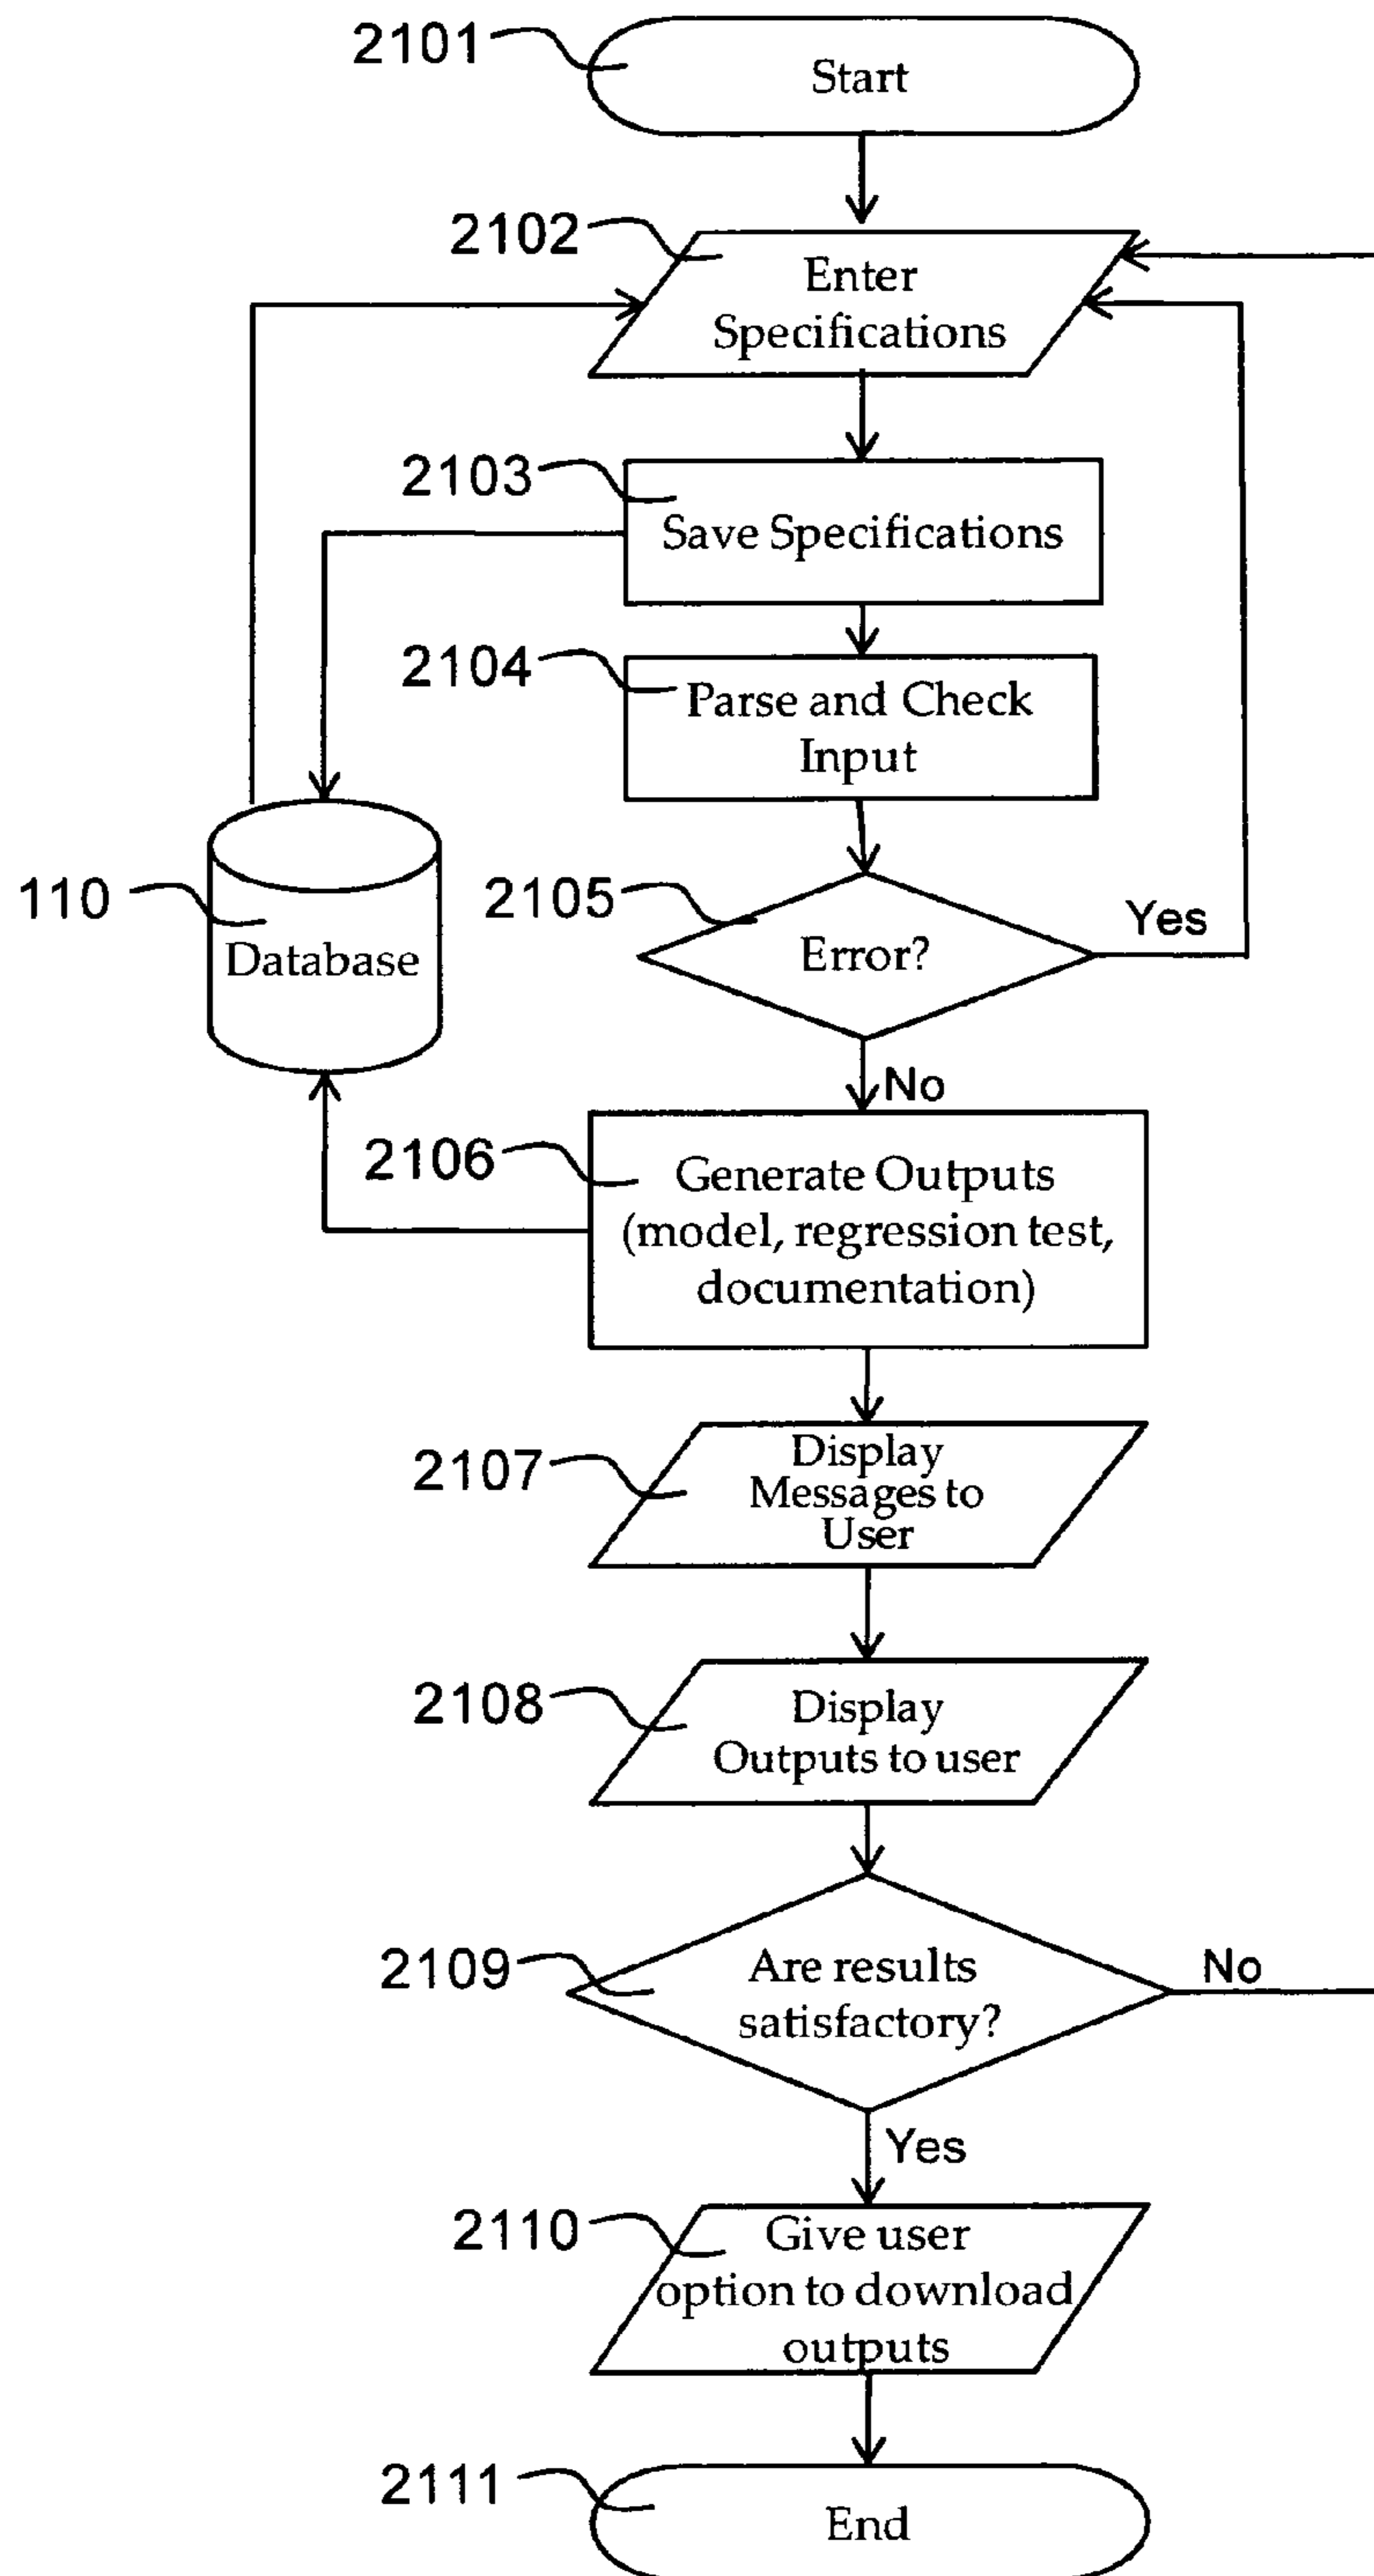 2101
Start
2102
Enter
Specifications
2103
Save Specifications
2104
Parse and Check
Input
110
Database
2105
Error?
Yes
No
2106
Generate Outputs
(model, regression test,
documentation)
2107
Display
Messages to
User
2108
Display
Outputs to user
2109
Are results
satisfactory?
No
Yes
2110
Give user
option to download
outputs
2111
End